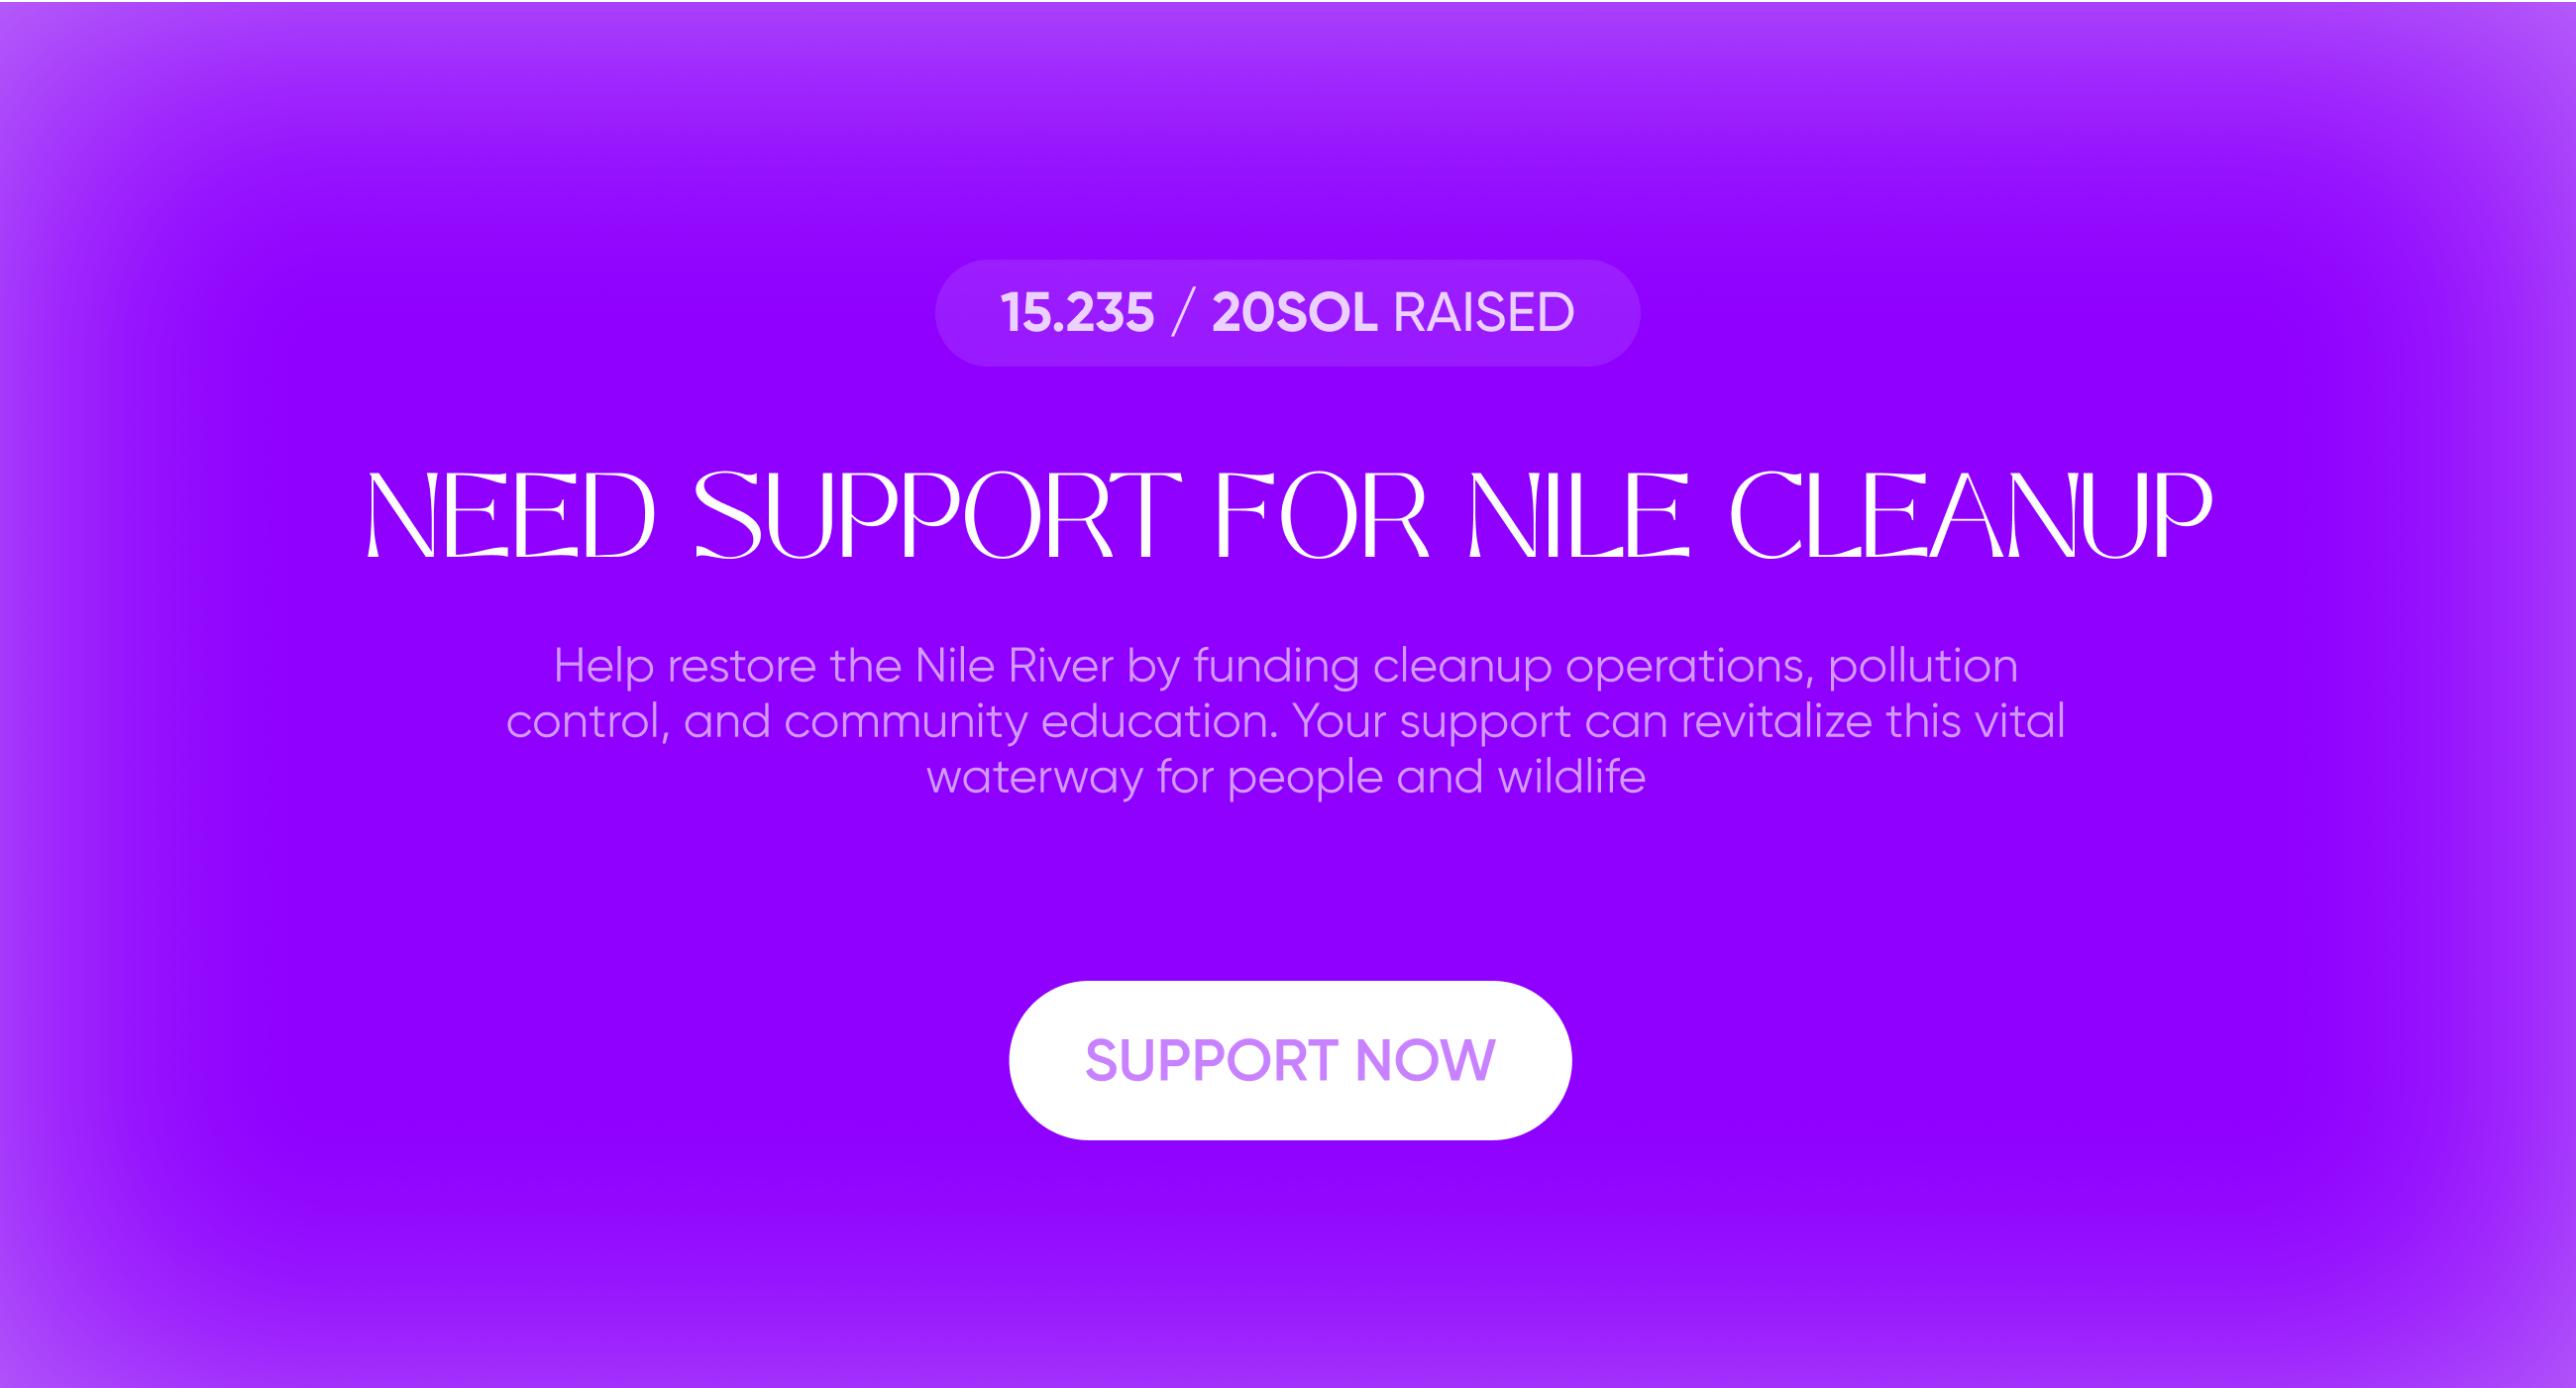 15.235 / 20SOL RAISED
NEED SUPPORT FOR NILE CLEANUP
Help restore the Nile River by funding cleanup operations, pollution
control, and community education. Your support can revitalize this vital
waterway for people and wildlife
SUPPORT NOW